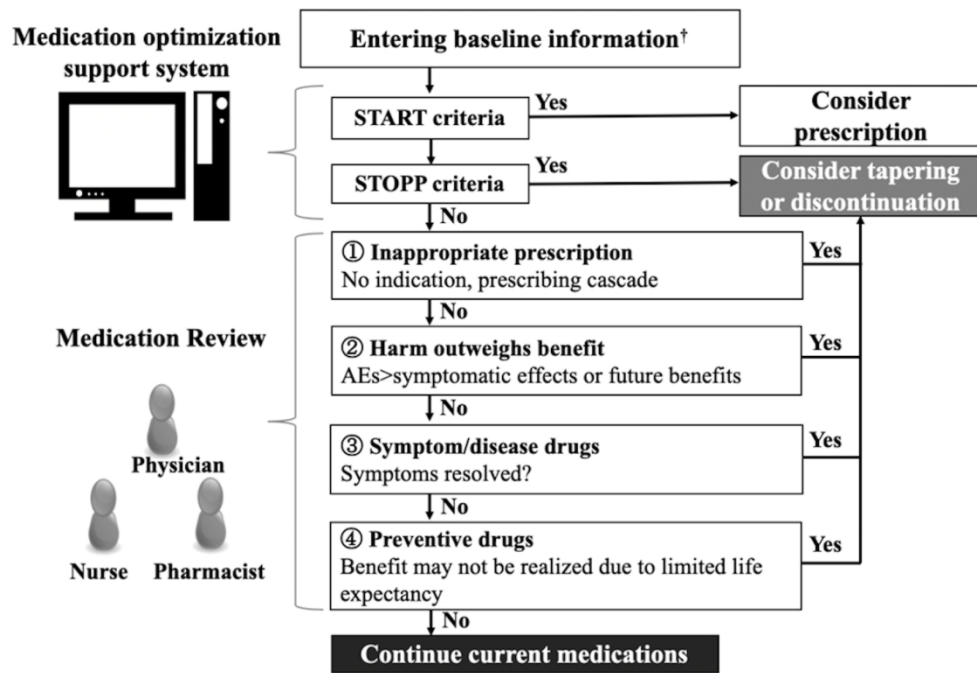 Medication optimization
support system
Entering baseline information†
START criteria
Yes
Consider
prescription
STOPP criteria
Yes
Consider tapering
or discontinuation
No
① Inappropriate prescription
No indication, prescribing cascade
Yes
No
Medication Review
② Harm outweighs benefit
AEs>symptomatic effects or future benefits
Yes
No
Physician
③ Symptom/disease drugs
Symptoms resolved?
Yes
No
Nurse
Pharmacist
④ Preventive drugs
Benefit may not be realized due to limited life
expectancy
Yes
No
Continue current medications